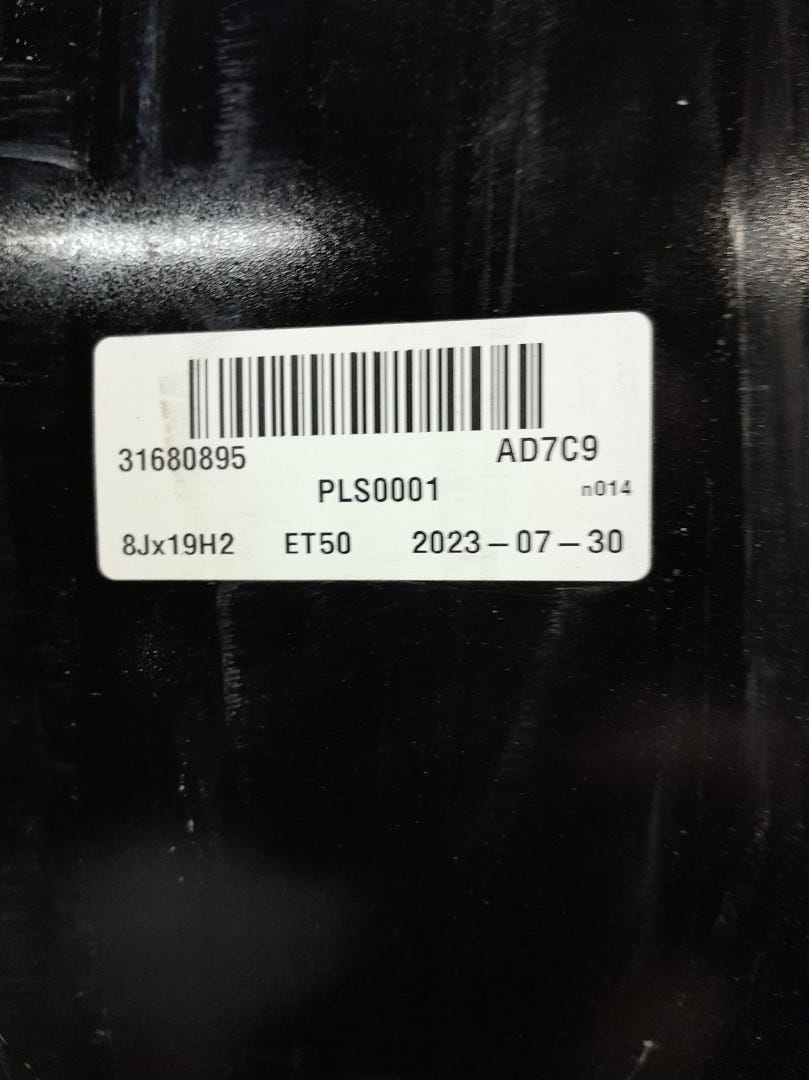 31680895 AD7C9
PLS0001 n014
8Jx19H2 ET50 2023-07-30